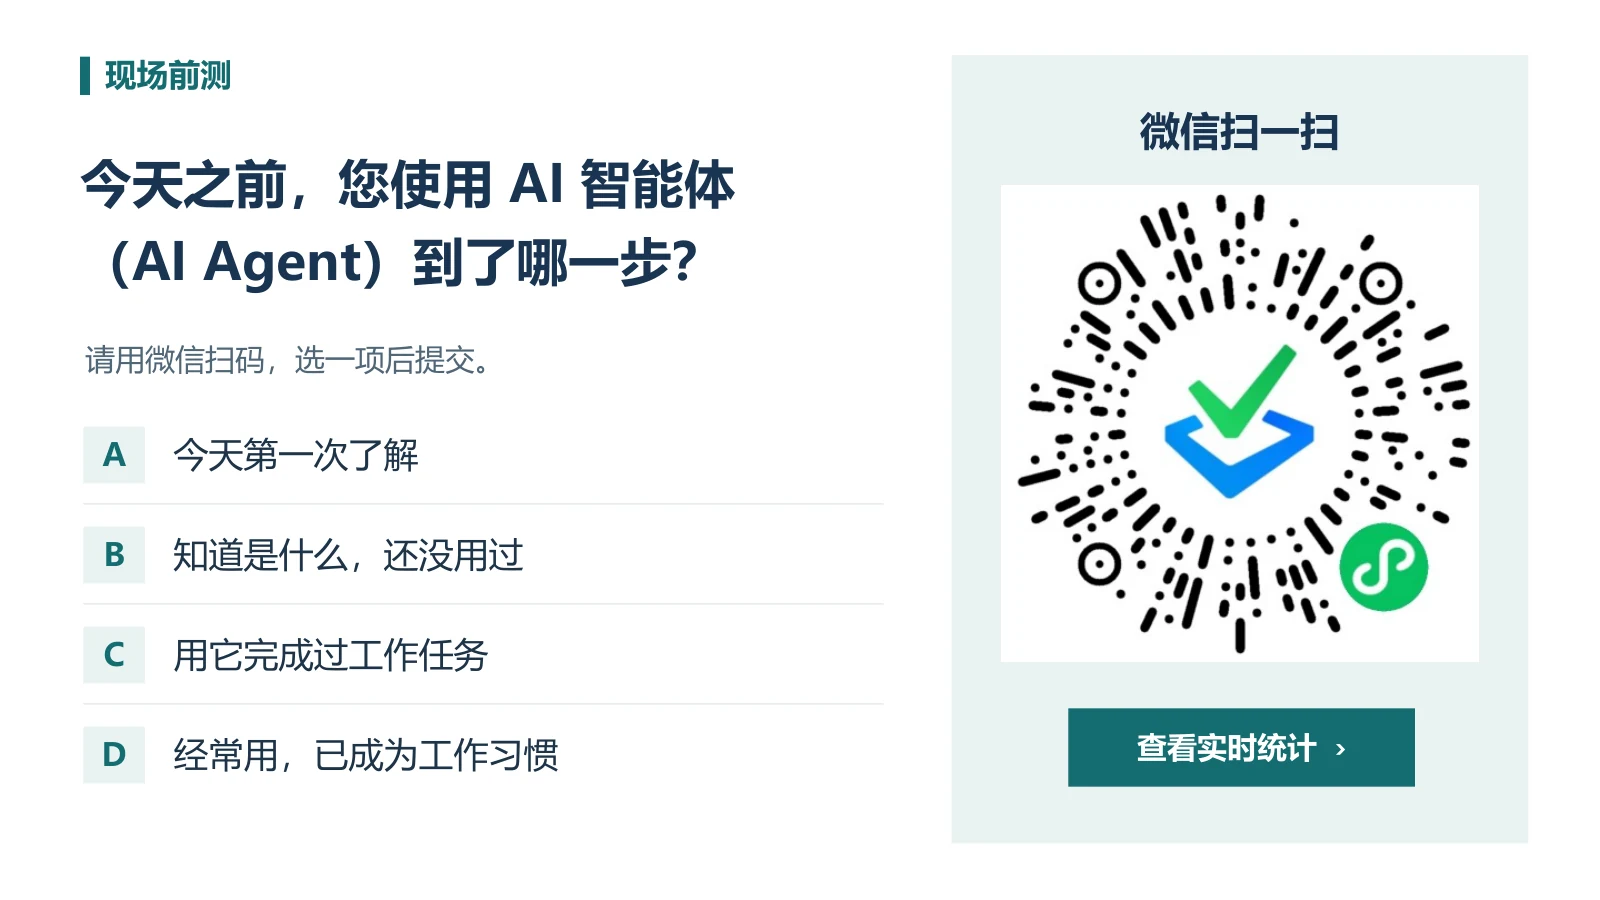 现场前测
今天之前，您使用 AI 智能体
（AI Agent）到了哪一步？
请用微信扫码，选一项后提交。
A 今天第一次了解
B 知道是什么，还没用过
C 用它完成过工作任务
D 经常用，已成为工作习惯
微信扫一扫
查看实时统计 ›